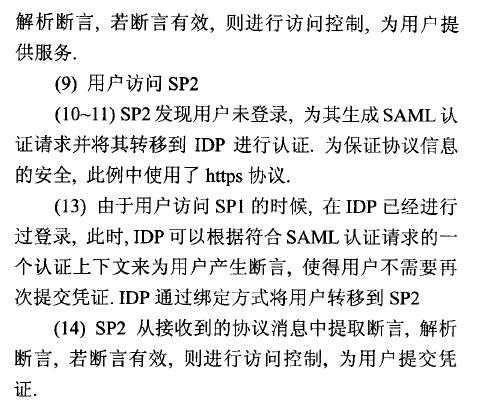 解析断言, 若断言有效, 则进行访问控制, 为用户提
供服务.
(9) 用户访问 SP2
(10~11) SP2 发现用户未登录, 为其生成 SAML 认
证请求并将其转移到 IDP 进行认证. 为保证协议信息
的安全, 此例中使用了 https 协议.
(13) 由于用户访问 SP1 的时候, 在 IDP 已经进行
过登录, 此时, IDP 可以根据符合 SAML 认证请求的一
个认证上下文来为用户产生断言, 使得用户不需要再
次提交凭证. IDP 通过绑定方式将用户转移到 SP2
(14) SP2 从接收到的协议消息中提取断言, 解析
断言, 若断言有效, 则进行访问控制, 为用户提交凭
证.